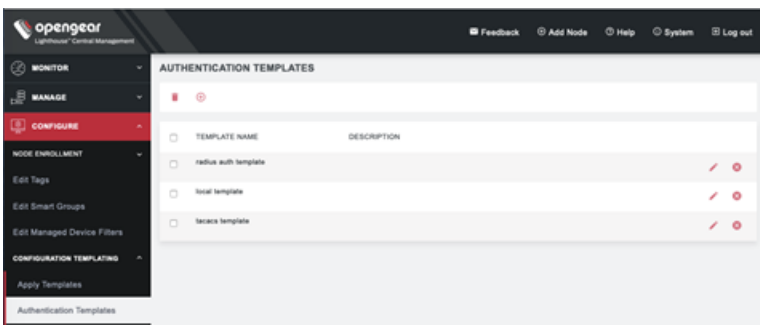 opengear
Lighthouse™ Central Management
Feedback
Add Node
Help
System
Log out
MONITOR
MANAGE
CONFIGURE
NODE ENROLLMENT
Edit Tags
Edit Smart Groups
Edit Managed Device Filters
CONFIGURATION TEMPLATING
Apply Templates
Authentication Templates
AUTHENTICATION TEMPLATES
TEMPLATE NAME DESCRIPTION
radius auth template
local template
tacacs template